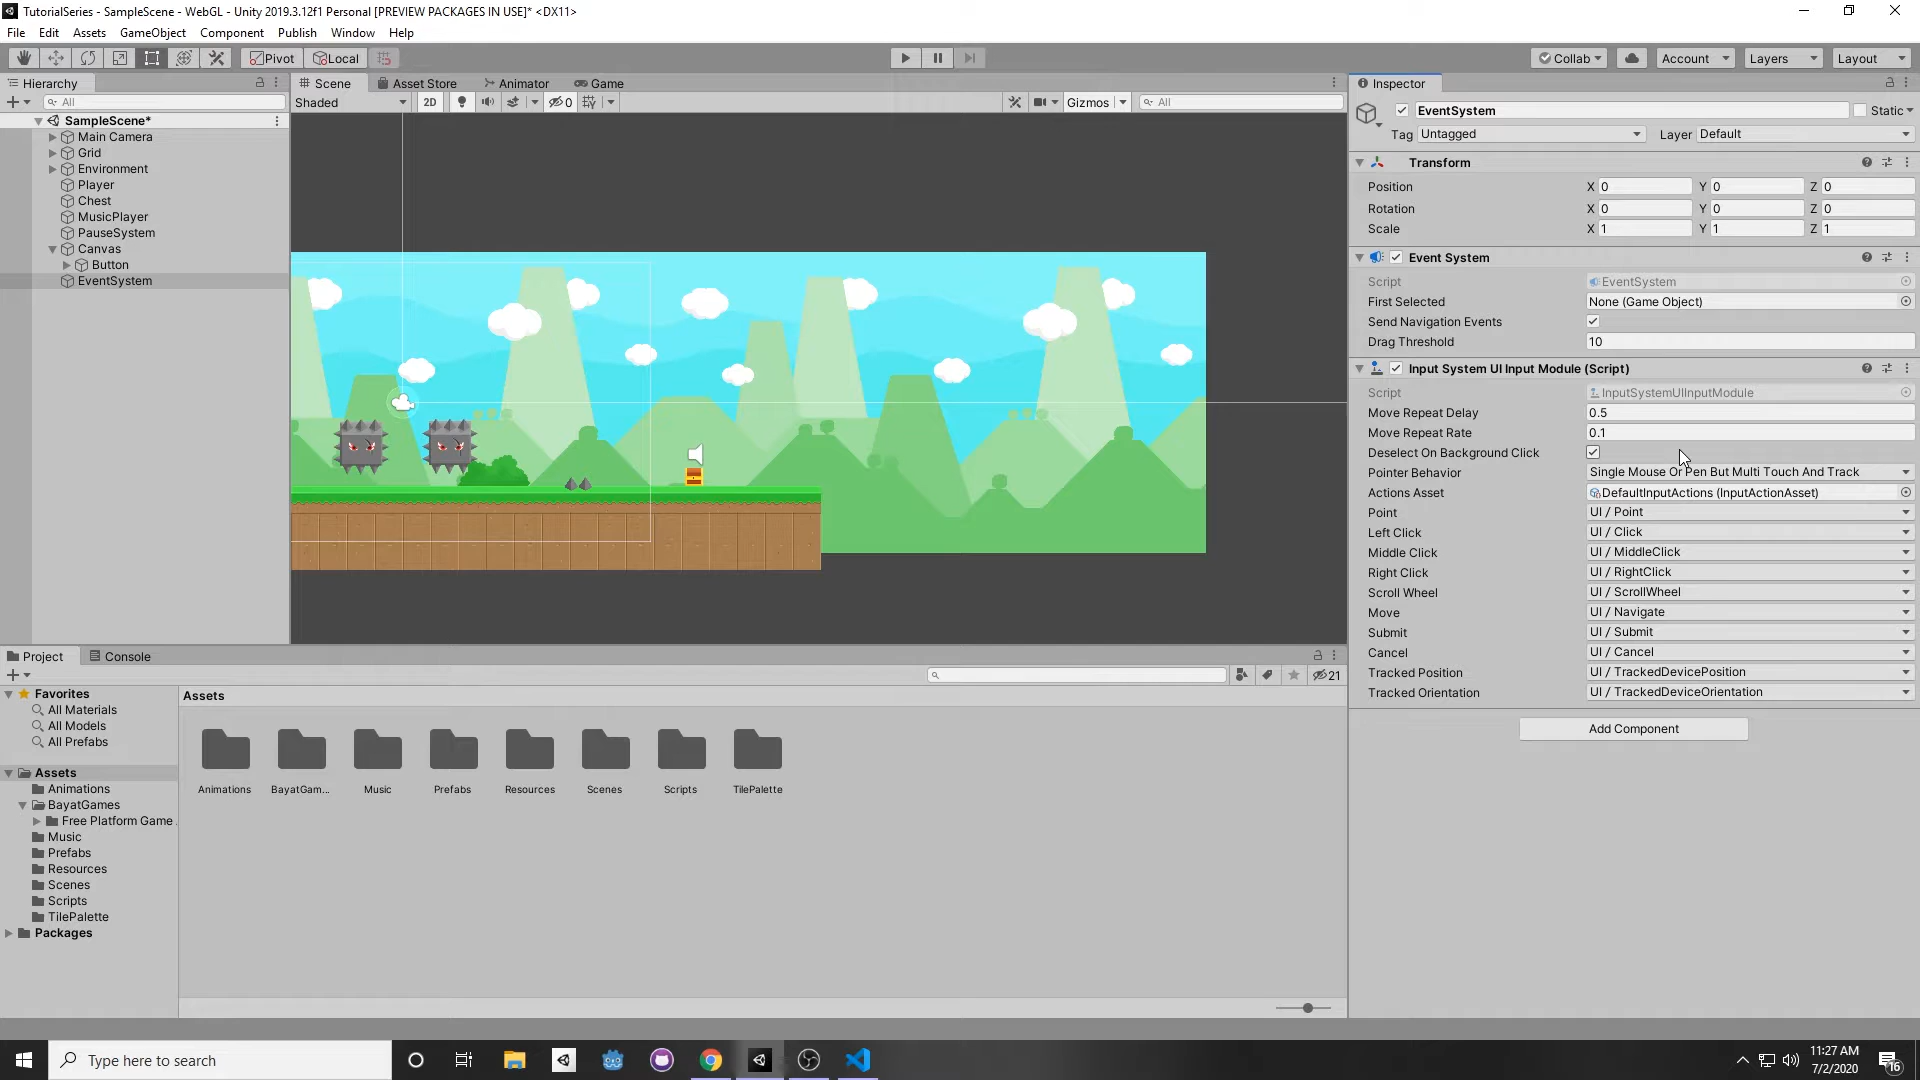 TutorialSeries - SampleScene - WebGL - Unity 2019.3.12f1 Personal [PREVIEW PACKAGES IN USE]* <DX11>
File Edit Assets GameObject Component Publish Window Help
Pivot Local Collab Account Layers Layout
Hierarchy
All
SampleScene*
Main Camera
Grid
Environment
Player
Chest
MusicPlayer
PauseSystem
Canvas
Button
EventSystem
Scene Asset Store Animator Game
Shaded 2D 0 Gizmos All
Inspector
EventSystem Static
Tag Untagged Layer Default
Transform
Position X 0 Y 0 Z 0
Rotation X 0 Y 0 Z 0
Scale X 1 Y 1 Z 1
Event System
Script EventSystem
First Selected None (Game Object)
Send Navigation Events
Drag Threshold 10
Input System UI Input Module (Script)
Script InputSystemUIInputModule
Move Repeat Delay 0.5
Move Repeat Rate 0.1
Deselect On Background Click
Pointer Behavior Single Mouse Or Pen But Multi Touch And Track
Actions Asset DefaultInputActions (InputActionAsset)
Point UI / Point
Left Click UI / Click
Middle Click UI / MiddleClick
Right Click UI / RightClick
Scroll Wheel UI / ScrollWheel
Move UI / Navigate
Submit UI / Submit
Cancel UI / Cancel
Tracked Position UI / TrackedDevicePosition
Tracked Orientation UI / TrackedDeviceOrientation
Add Component
Project Console
21
Favorites
All Materials
All Models
All Prefabs
Assets
Animations
BayatGames
Free Platform Game
Music
Prefabs
Resources
Scenes
Scripts
TilePalette
Packages
Assets
Animations BayatGam... Music Prefabs Resources Scenes Scripts TilePalette
Type here to search
11:27 AM
7/2/2020
16